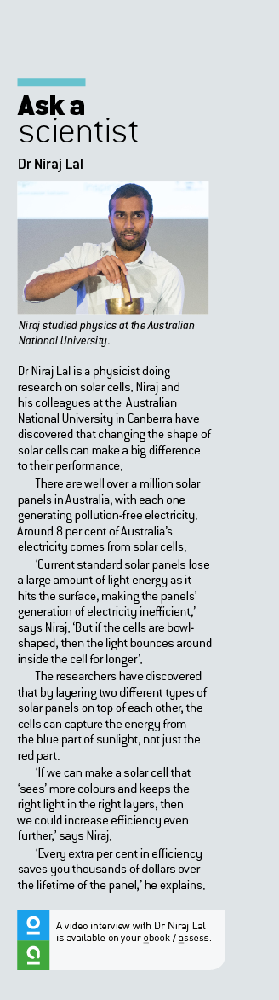 Ask a
scientist
Dr Niraj Lal
Niraj studied physics at the Australian
National University.
Dr Niraj Lal is a physicist doing
research on solar cells. Niraj and
his colleagues at the Australian
National University in Canberra have
discovered that changing the shape of
solar cells can make a big difference
to their performance.
There are well over a million solar
panels in Australia, with each one
generating pollution-free electricity.
Around 8 per cent of Australia’s
electricity comes from solar cells.
‘Current standard solar panels lose
a large amount of light energy as it
hits the surface, making the panels’
generation of electricity inefficient,’
says Niraj. ‘But if the cells are bowl-
shaped, then the light bounces around
inside the cell for longer’.
The researchers have discovered
that by layering two different types of
solar panels on top of each other, the
cells can capture the energy from
the blue part of sunlight, not just the
red part.
‘If we can make a solar cell that
‘sees’ more colours and keeps the
right light in the right layers, then
we could increase efficiency even
further,’ says Niraj.
‘Every extra per cent in efficiency
saves you thousands of dollars over
the lifetime of the panel,’ he explains.
A video interview with Dr Niraj Lal
is available on your obook / assess.